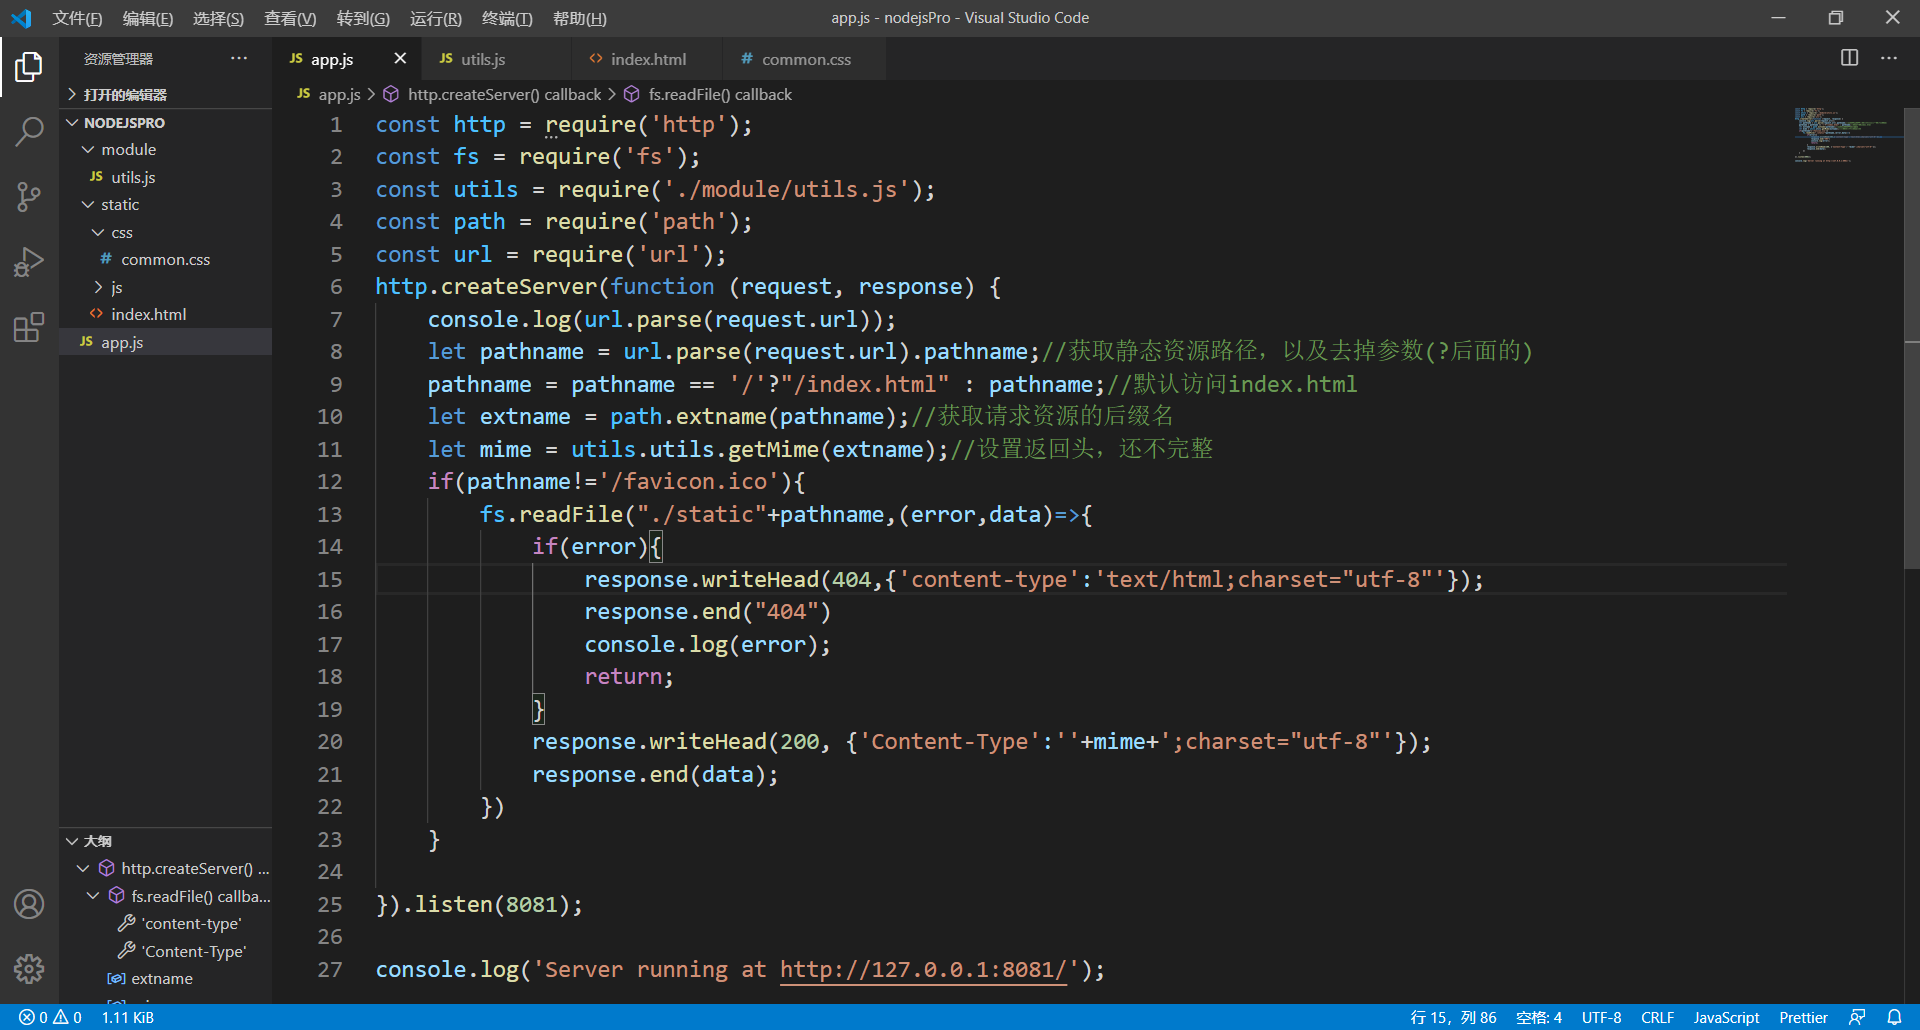 文件(F) 编辑(E) 选择(S) 查看(V) 转到(G) 运行(R) 终端(T) 帮助(H) app.js - nodejsPro - Visual Studio Code
资源管理器 ···
打开的编辑器
NODEJSPRO
module
JS utils.js
static
css
# common.css
js
<> index.html
JS app.js
大纲
http.createServer() ...
fs.readFile() callba...
'content-type'
'Content-Type'
extname
JS app.js JS utils.js <> index.html # common.css
JS app.js > http.createServer() callback > fs.readFile() callback
1 const http = require('http');
2 const fs = require('fs');
3 const utils = require('./module/utils.js');
4 const path = require('path');
5 const url = require('url');
6 http.createServer(function (request, response) {
7 console.log(url.parse(request.url));
8 let pathname = url.parse(request.url).pathname;//获取静态资源路径，以及去掉参数(?后面的)
9 pathname = pathname == '/'?"/index.html" : pathname;//默认访问index.html
10 let extname = path.extname(pathname);//获取请求资源的后缀名
11 let mime = utils.utils.getMime(extname);//设置返回头，还不完整
12 if(pathname!='/favicon.ico'){
13 fs.readFile("./static"+pathname,(error,data)=>{
14 if(error){
15 response.writeHead(404,{'content-type':'text/html;charset="utf-8"'});
16 response.end("404")
17 console.log(error);
18 return;
19 }
20 response.writeHead(200, {'Content-Type':''+mime+';charset="utf-8"'});
21 response.end(data);
22 })
23 }
24
25 }).listen(8081);
26
27 console.log('Server running at http://127.0.0.1:8081/');
0 0 1.11 KiB 行 15，列 86 空格: 4 UTF-8 CRLF JavaScript Prettier